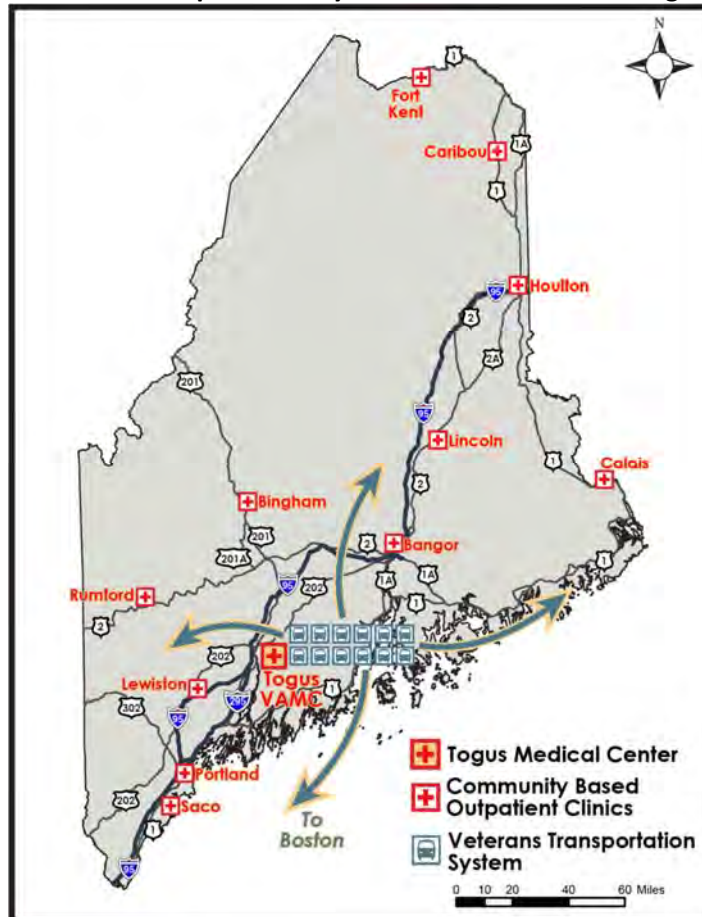 N
1
Fort
Kent
1A
Caribou
1
95
Houlton
2
2A
201
95
Lincoln
1
Calais
2
Bingham
201
Bangor
2
1
201A
95
202
1A
1A
Rumford
1
2
202
Togus
VAMC
1
Lewiston
302
295
95
Portland
202
Saco
1
To
Boston
95
Togus Medical Center
Community Based
Outpatient Clinics
Veterans Transportation
System
0 10 20 40 60 Miles